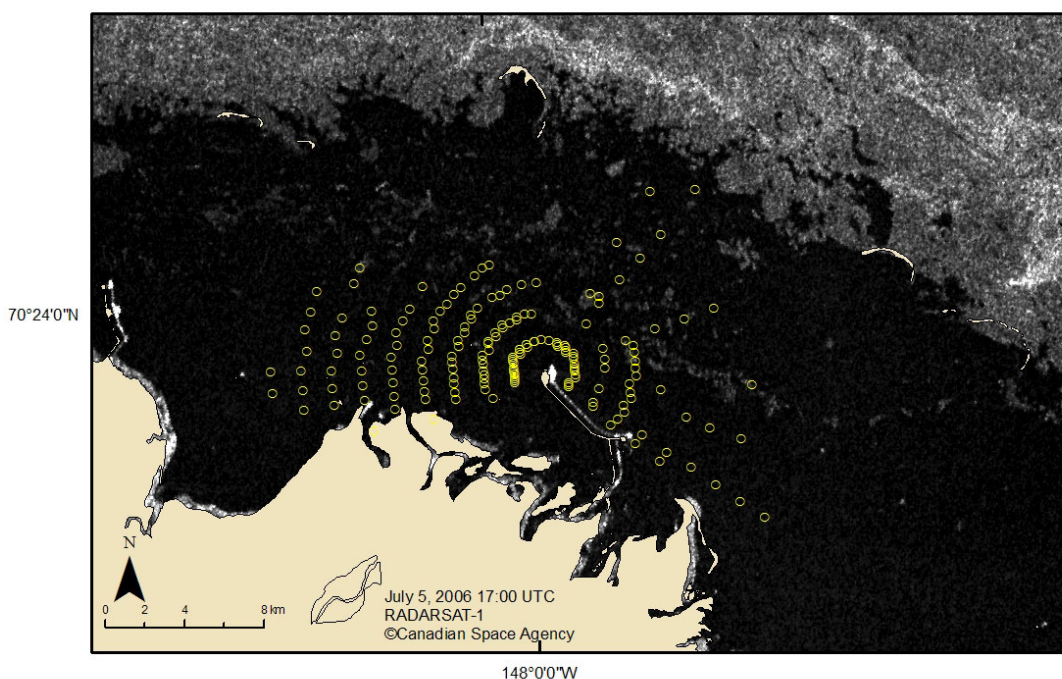 70°24'0"N
N
0 2 4 8 km
July 5, 2006 17:00 UTC
RADARSAT-1
©Canadian Space Agency
148°0'0"W